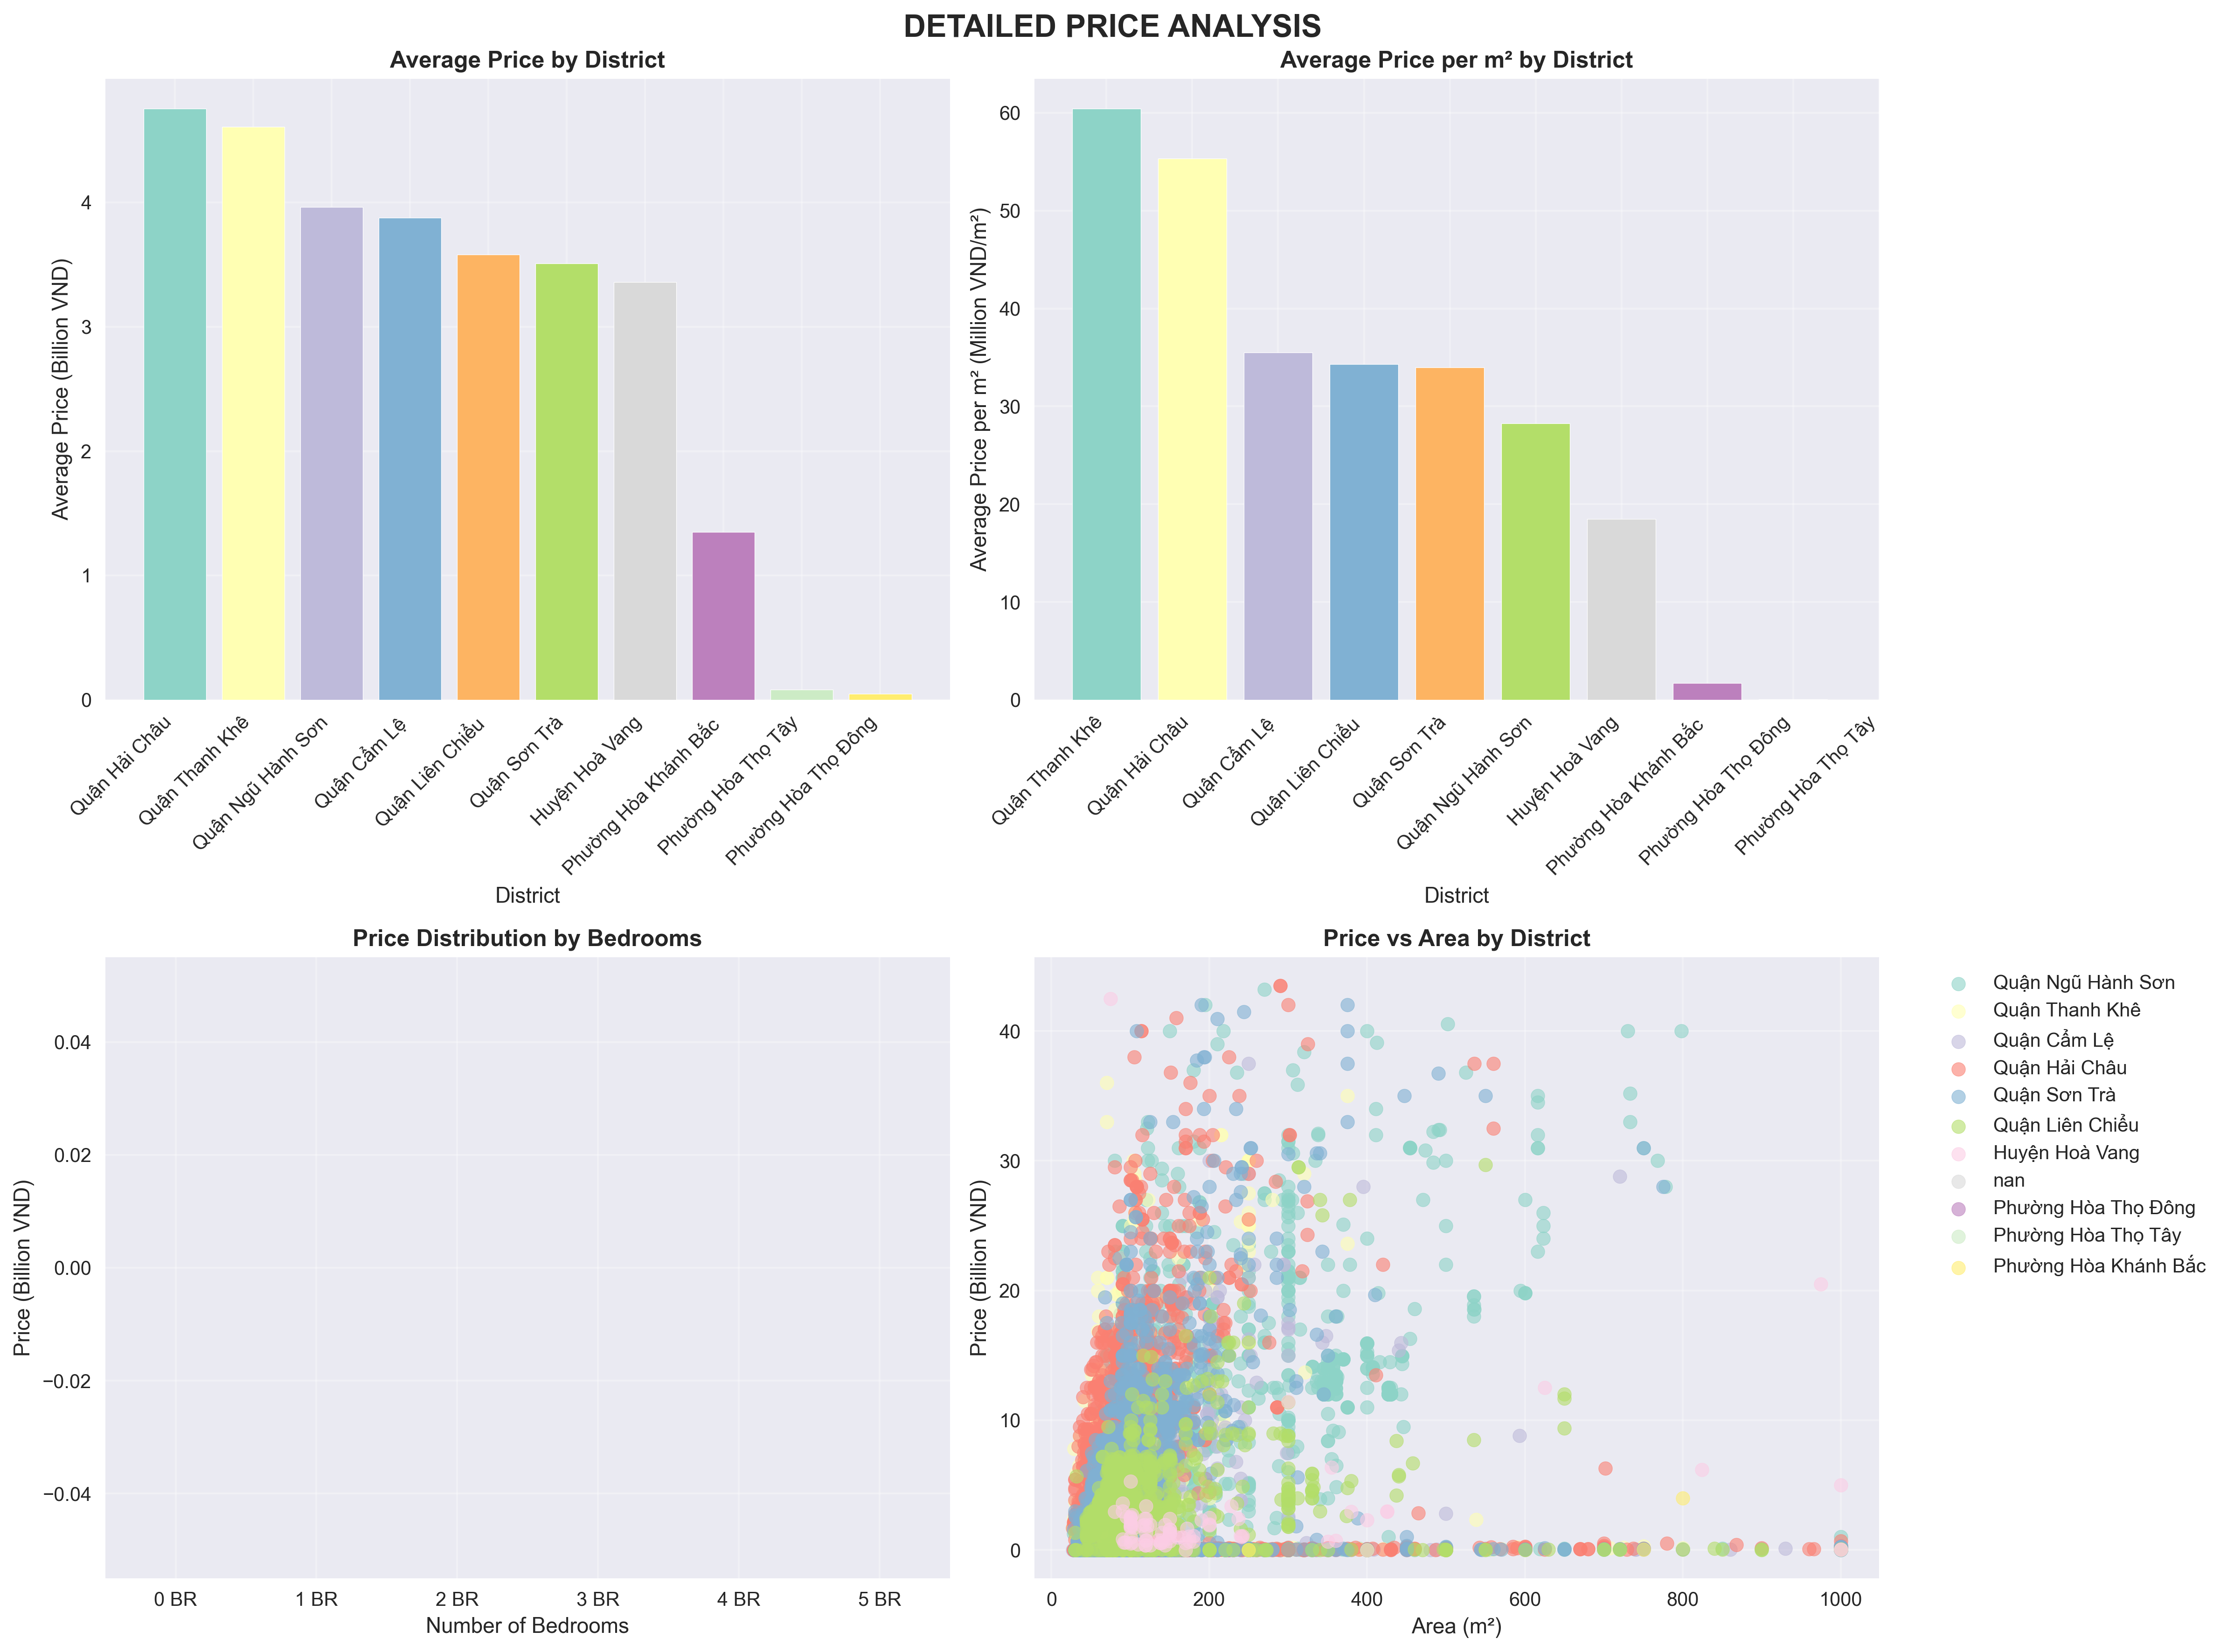 DETAILED PRICE ANALYSIS
Average Price by District
Average Price (Billion VND)
4
3
2
1
0
Quận Hải Châu
Quận Thanh Khê
Quận Ngũ Hành Sơn
Quận Cẩm Lệ
Quận Liên Chiểu
Quận Sơn Trà
Huyện Hoà Vang
Phường Hòa Khánh Bắc
Phường Hòa Thọ Tây
Phường Hòa Thọ Đông
District
Average Price per m² by District
Average Price per m² (Million VND/m²)
60
50
40
30
20
10
0
Quận Thanh Khê
Quận Hải Châu
Quận Cẩm Lệ
Quận Liên Chiểu
Quận Sơn Trà
Quận Ngũ Hành Sơn
Huyện Hoà Vang
Phường Hòa Khánh Bắc
Phường Hòa Thọ Đông
Phường Hòa Thọ Tây
District
Price Distribution by Bedrooms
Price (Billion VND)
0.04
0.02
0.00
−0.02
−0.04
0 BR
1 BR
2 BR
3 BR
4 BR
5 BR
Number of Bedrooms
Price vs Area by District
Price (Billion VND)
40
30
20
10
0
0
200
400
600
800
1000
Area (m²)
Quận Ngũ Hành Sơn
Quận Thanh Khê
Quận Cẩm Lệ
Quận Hải Châu
Quận Sơn Trà
Quận Liên Chiểu
Huyện Hoà Vang
nan
Phường Hòa Thọ Đông
Phường Hòa Thọ Tây
Phường Hòa Khánh Bắc